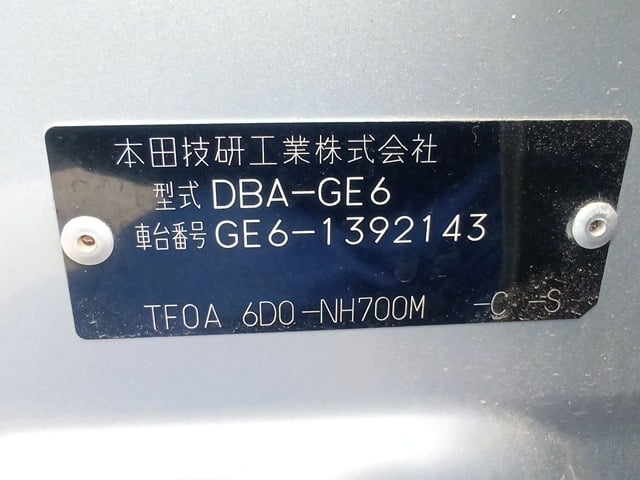 本田技研工業株式会社
型式 DBA-GE6
車台番号 GE6-1392143
TF0A 6D0-NH700M -C -S